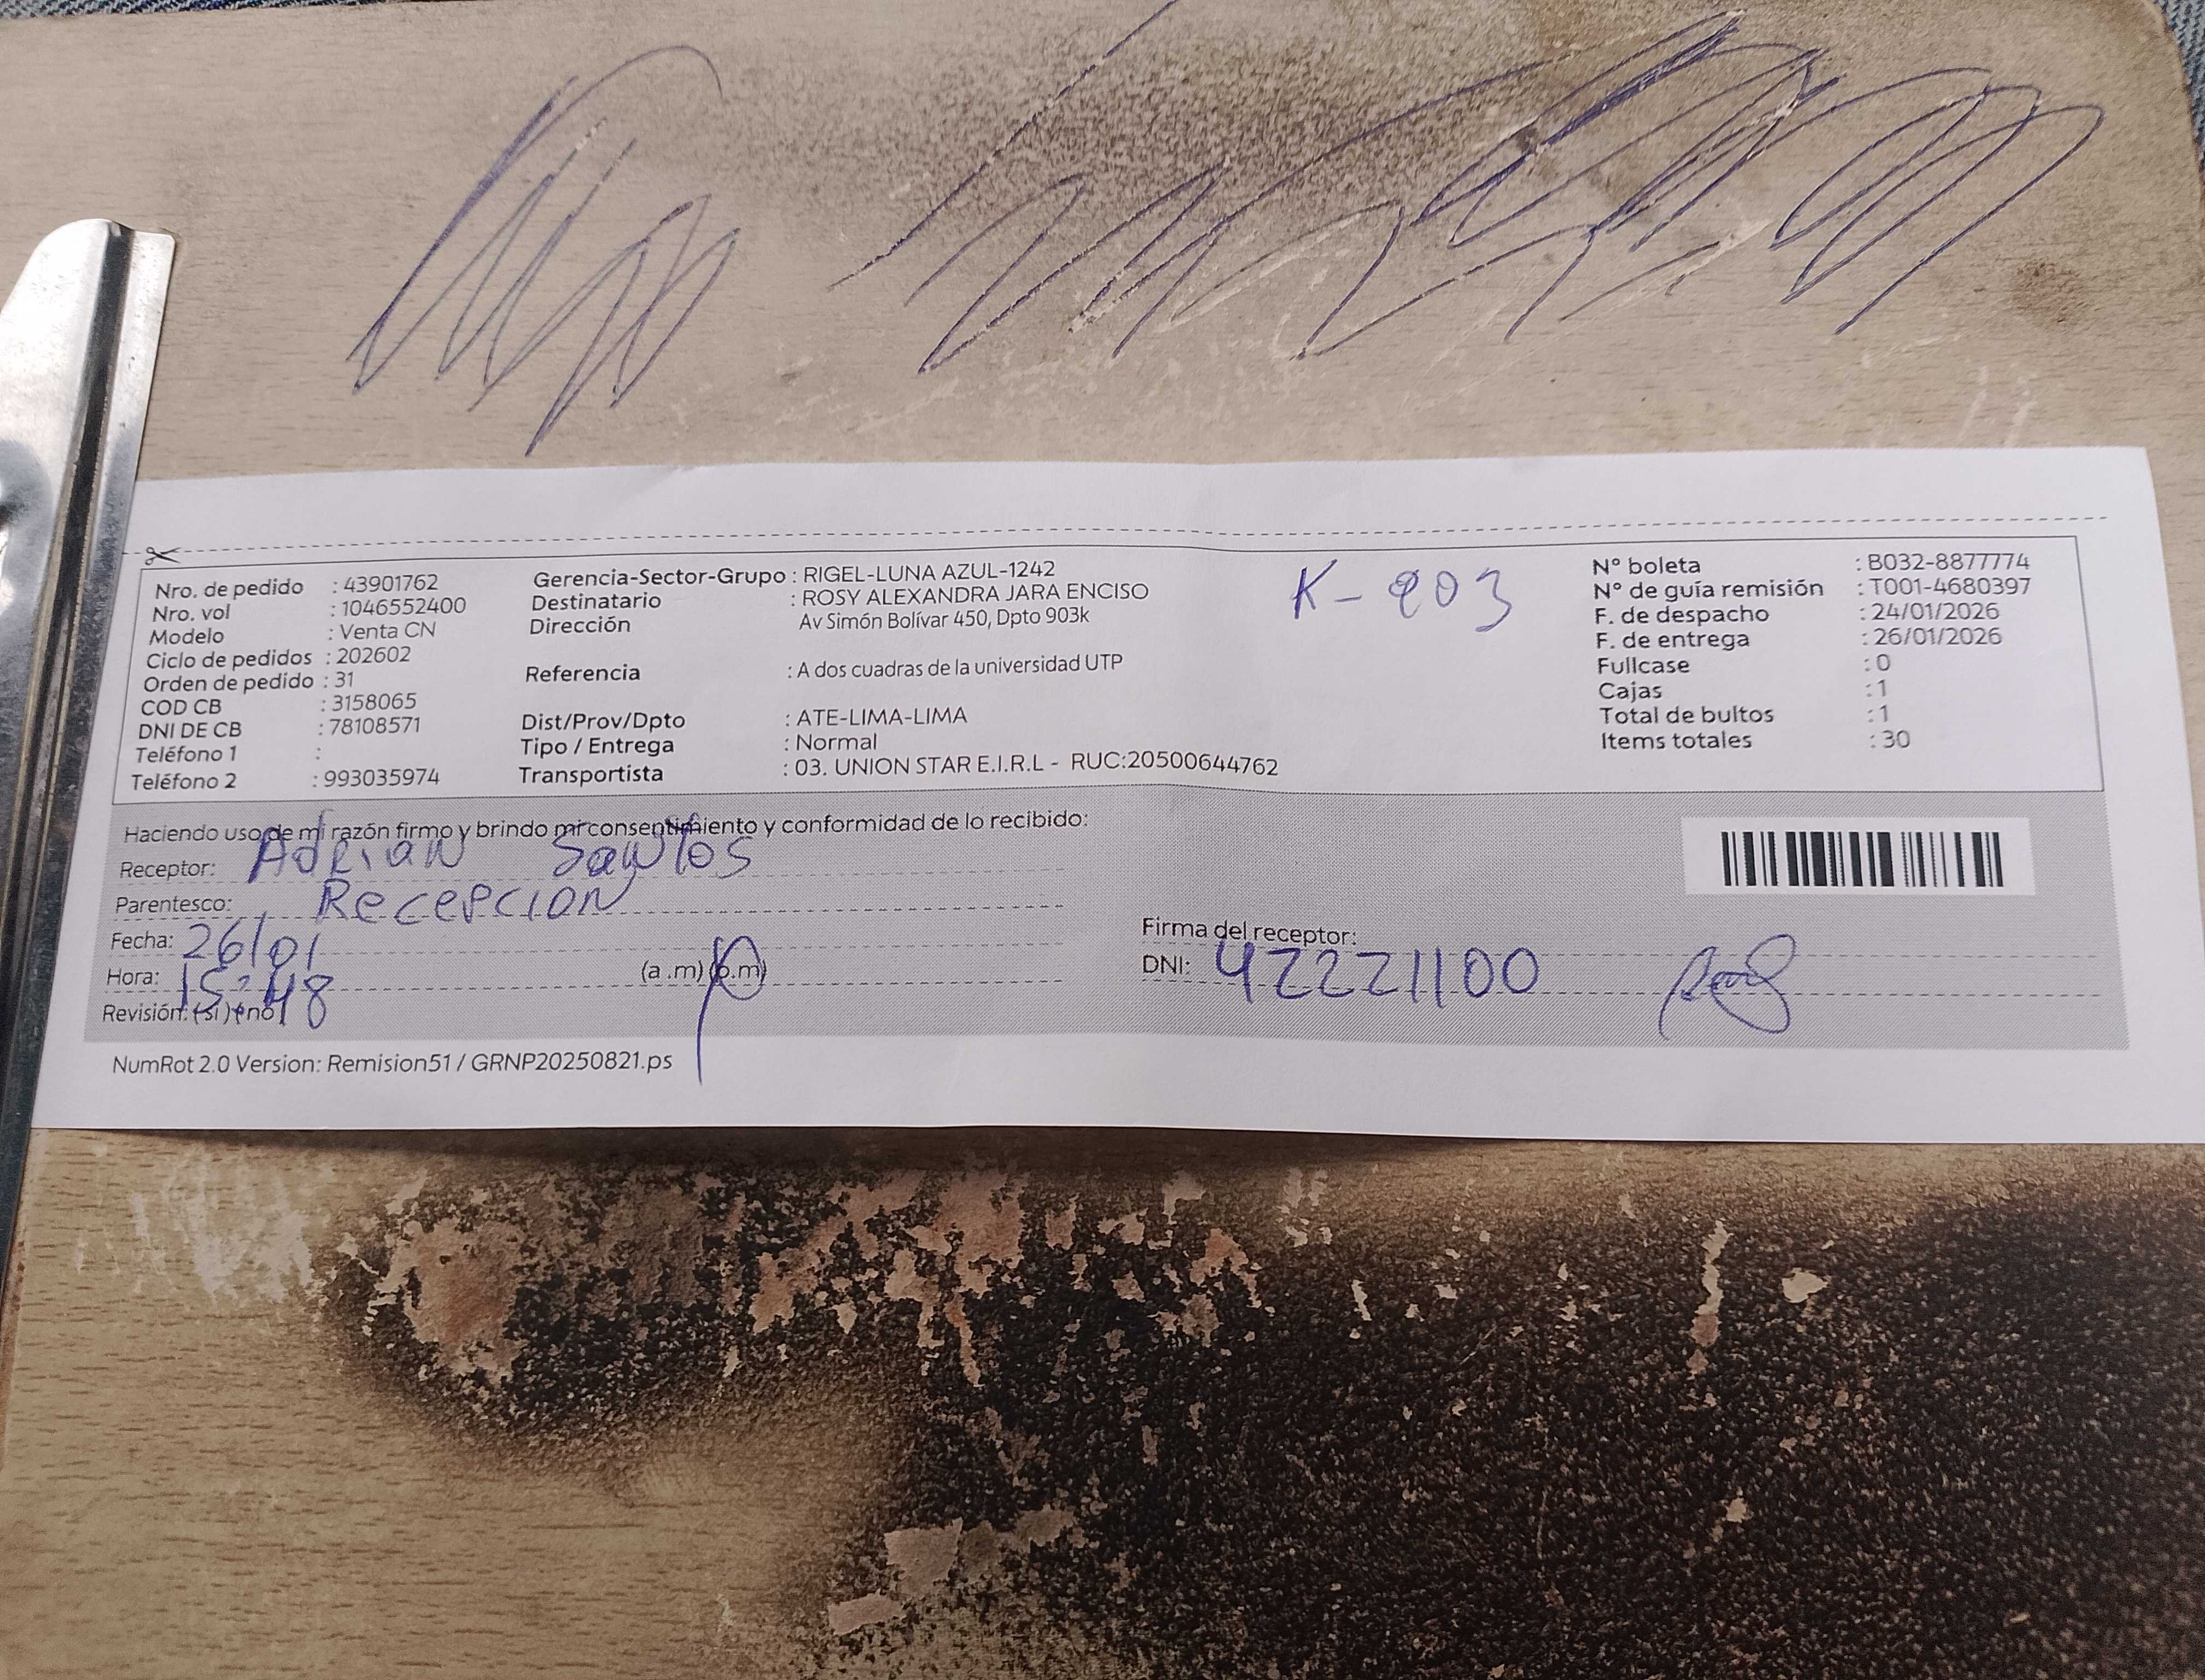 Nro. de pedido : 43901762
Nro. vol : 1046552400
Modelo : Venta CN
Ciclo de pedidos : 202602
Orden de pedido : 31
COD CB : 3158065
DNI DE CB : 78108571
Teléfono 1 :
Teléfono 2 : 993035974
Gerencia-Sector-Grupo : RIGEL-LUNA AZUL-1242
Destinatario : ROSY ALEXANDRA JARA ENCISO
Dirección Av Simón Bolívar 450, Dpto 903k
Referencia : A dos cuadras de la universidad UTP
Dist/Prov/Dpto : ATE-LIMA-LIMA
Tipo / Entrega : Normal
Transportista : 03. UNION STAR E.I.R.L - RUC:20500644762
K - 903
N° boleta : B032-8877774
N° de guía remisión : T001-4680397
F. de despacho : 24/01/2026
F. de entrega : 26/01/2026
Fullcase : 0
Cajas : 1
Total de bultos : 1
Items totales : 30
Haciendo uso de mi razón firmo y brindo mi consentimiento y conformidad de lo recibido:
Receptor: Adrian Santos
Parentesco: Recepcion
Fecha: 26/01
Hora: 15:48 (a .m) (p.m)
Revisión: (si) (no)
Firma del receptor:
DNI: 42221100
NumRot 2.0 Version: Remision51 / GRNP20250821.ps